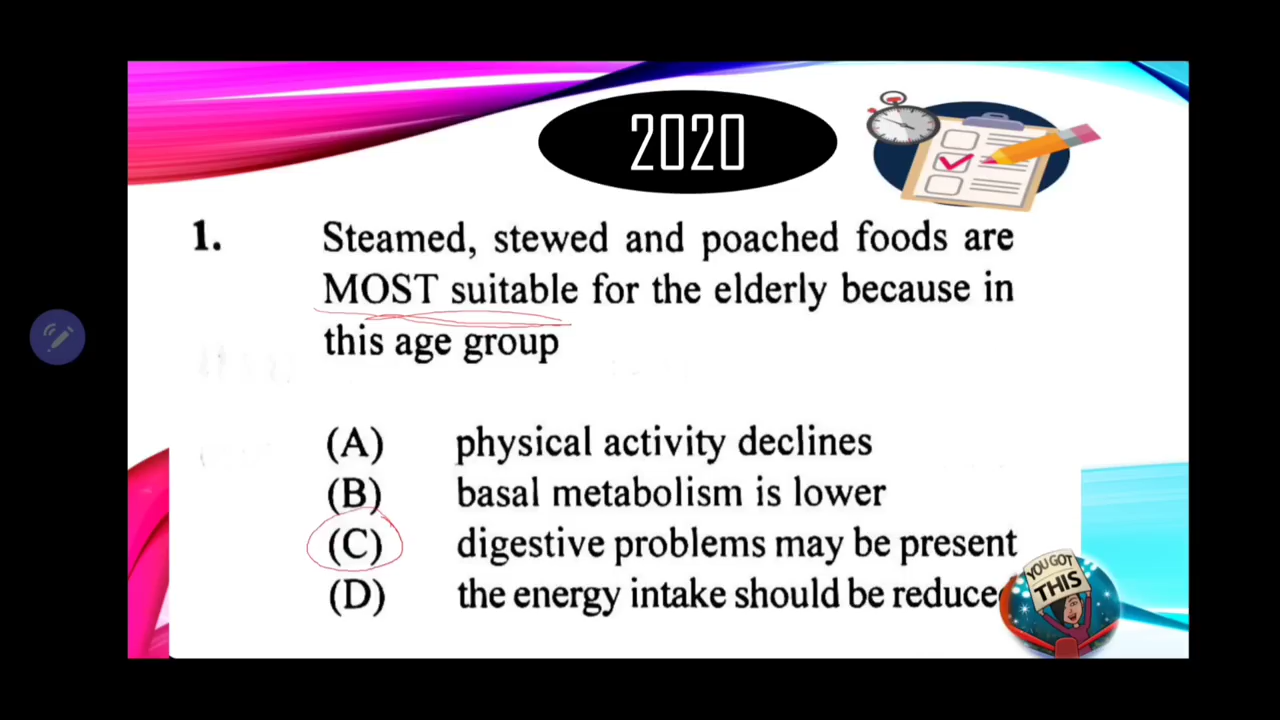 2020
1. Steamed, stewed and poached foods are
MOST suitable for the elderly because in
this age group
(A) physical activity declines
(B) basal metabolism is lower
(C) digestive problems may be present
(D) the energy intake should be reduce
YOU GOT
THIS